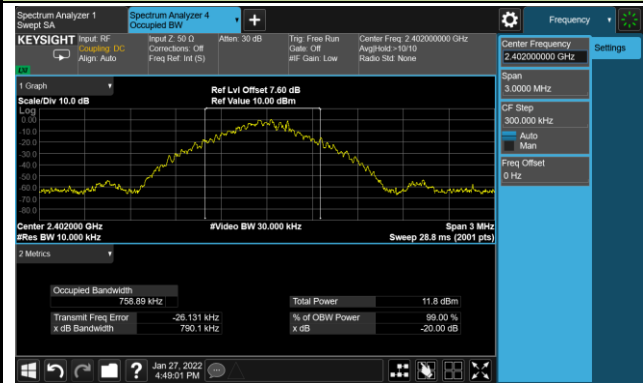 Spectrum Analyzer 1
Swept SA
Spectrum Analyzer 4
Occupied BW
Frequency
KEYSIGHT
Input: RF
Coupling: DC
Align: Auto
Input Z: 50 Ω
Corrections: Off
Freq Ref: Int (S)
Atten: 30 dB
Trig: Free Run
Gate: Off
#IF Gain: Low
Center Freq: 2.402000000 GHz
Avg|Hold:>10/10
Radio Std: None
Center Frequency
2.402000000 GHz
Settings
Span
3.0000 MHz
CF Step
300.000 kHz
Auto
Man
Freq Offset
0 Hz
1 Graph
Scale/Div 10.0 dB
Ref Lvl Offset 7.60 dB
Ref Value 10.00 dBm
Log
0.00
-10.0
-20.0
-30.0
-40.0
-50.0
-60.0
-70.0
-80.0
Center 2.402000 GHz
#Res BW 10.000 kHz
#Video BW 30.000 kHz
Span 3 MHz
Sweep 28.8 ms (2001 pts)
2 Metrics
Occupied Bandwidth
758.89 kHz
Total Power 11.8 dBm
Transmit Freq Error -26.131 kHz
% of OBW Power 99.00 %
x dB Bandwidth 790.1 kHz
x dB -20.00 dB
?
Jan 27, 2022
4:49:01 PM